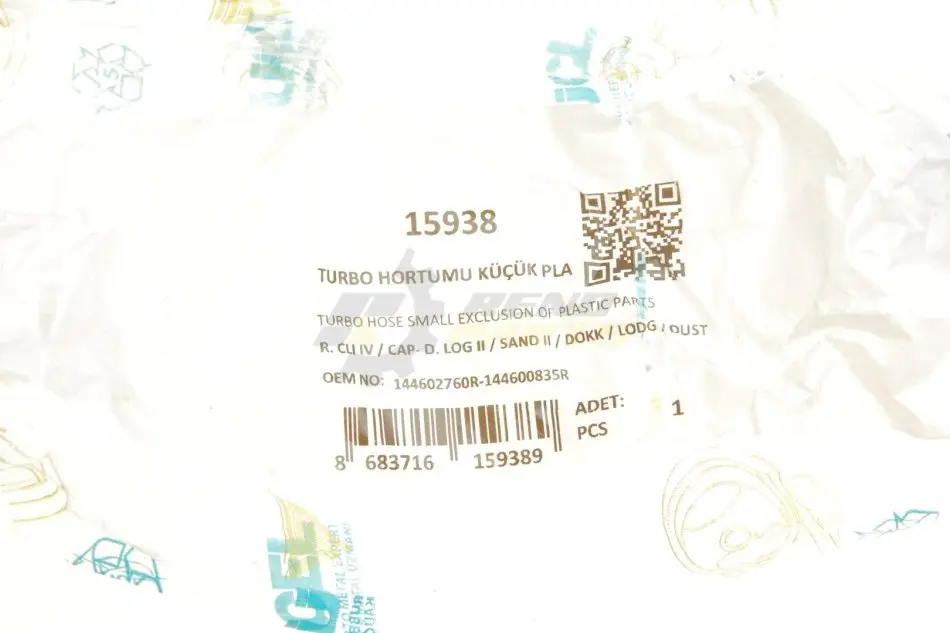 15938
TURBO HORTUMU KÜÇÜK PLA
TURBO HOSE SMALL EXCLUSION OF PLASTIC PARTS
R. CLI IV / CAP- D. LOG II / SAND II / DOKK / LODG / DUST
OEM NO: 144602760R-144600835R
ADET: 1
PCS
8 683716 159389